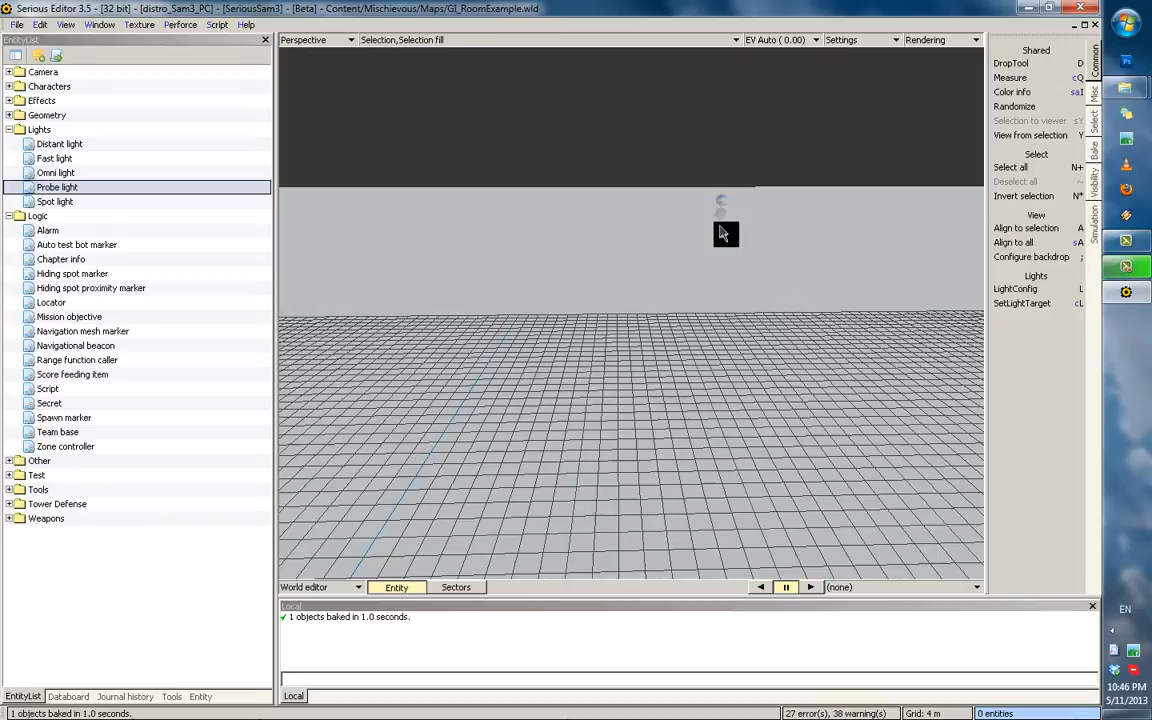 Serious Editor 3.5 - [32 bit] - [distro_Sam3_PC] - [SeriousSam3] - [Beta] - Content/Mischievous/Maps/GI_RoomExample.wld
File Edit View Window Texture Perforce Script Help
EntityList
Camera
Characters
Effects
Geometry
Lights
Distant light
Fast light
Omni light
Probe light
Spot light
Logic
Alarm
Auto test bot marker
Chapter info
Hiding spot marker
Hiding spot proximity marker
Locator
Mission objective
Navigation mesh marker
Navigational beacon
Range function caller
Score feeding item
Script
Secret
Spawn marker
Team base
Zone controller
Other
Test
Tools
Tower Defense
Weapons
EntityList Databoard Journal history Tools Entity
Perspective Selection,Selection fill EV Auto ( 0.00) Settings Rendering
World editor Entity Sectors (none)
Local
1 objects baked in 1.0 seconds.
Local
Shared
DropTool D
Measure cQ
Color info saI
Randomize
Selection to viewer sY
View from selection Y
Select
Select all N+
Deselect all ~
Invert selection N*
View
Align to selection A
Align to all sA
Configure backdrop ;
Lights
LightConfig L
SetLightTarget cL
Common
Misc
Select
Bake
Visibility
Simulation
EN
10:46 PM
5/11/2013
1 objects baked in 1.0 seconds. 27 error(s), 38 warning(s) Grid: 4 m 0 entities